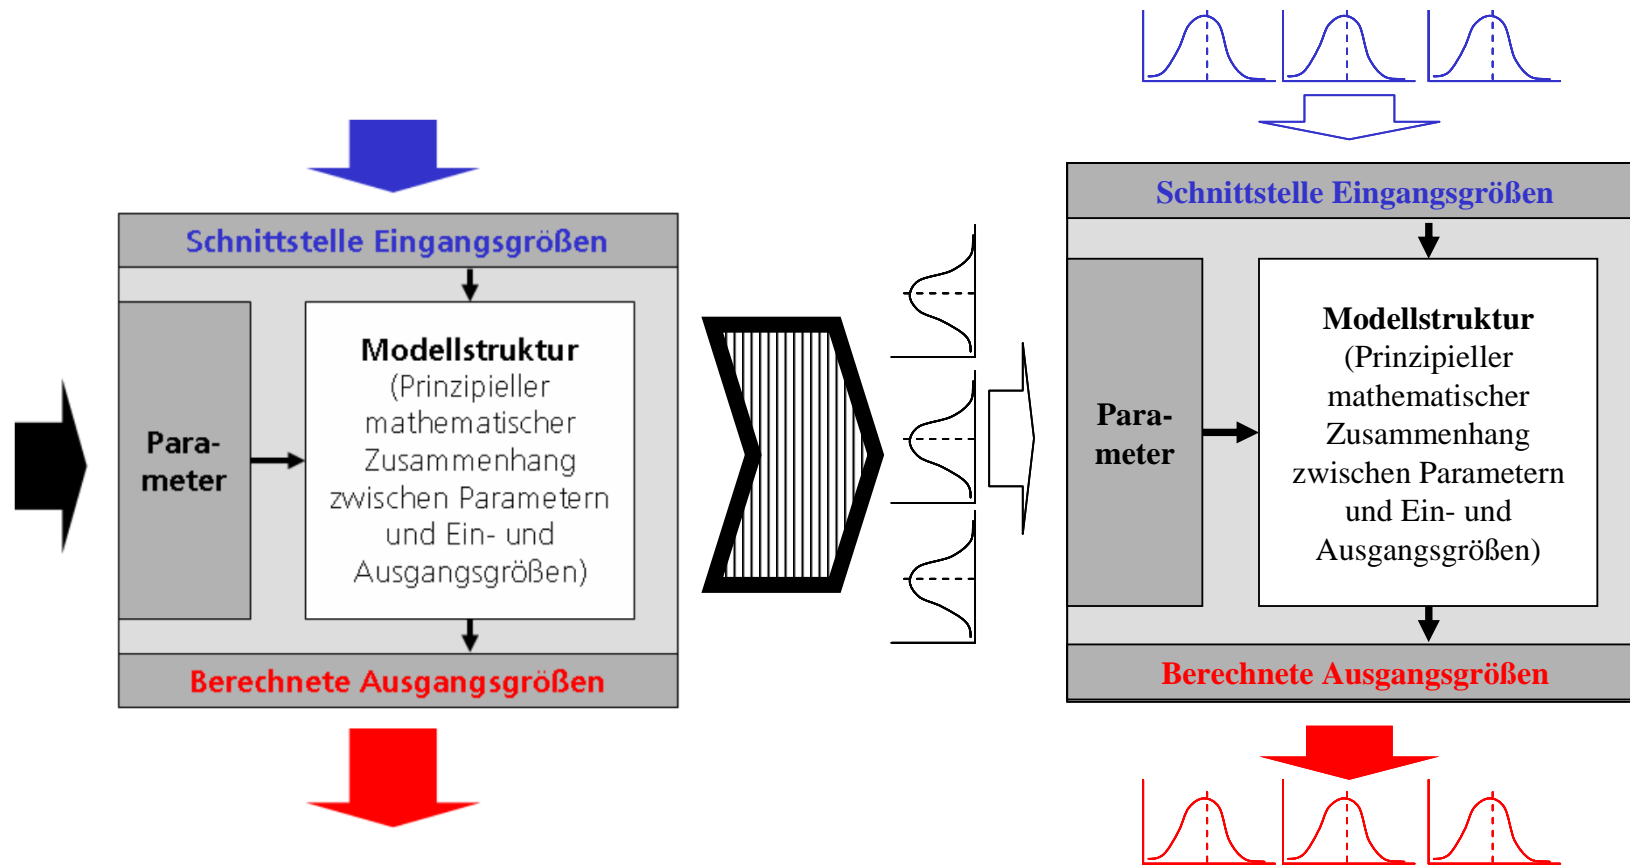 Schnittstelle Eingangsgrößen
Para-
meter
Modellstruktur
(Prinzipieller
mathematischer
Zusammenhang
zwischen Parametern
und Ein- und
Ausgangsgrößen)
Berechnete Ausgangsgrößen
Schnittstelle Eingangsgrößen
Para-
meter
Modellstruktur
(Prinzipieller
mathematischer
Zusammenhang
zwischen Parametern
und Ein- und
Ausgangsgrößen)
Berechnete Ausgangsgrößen